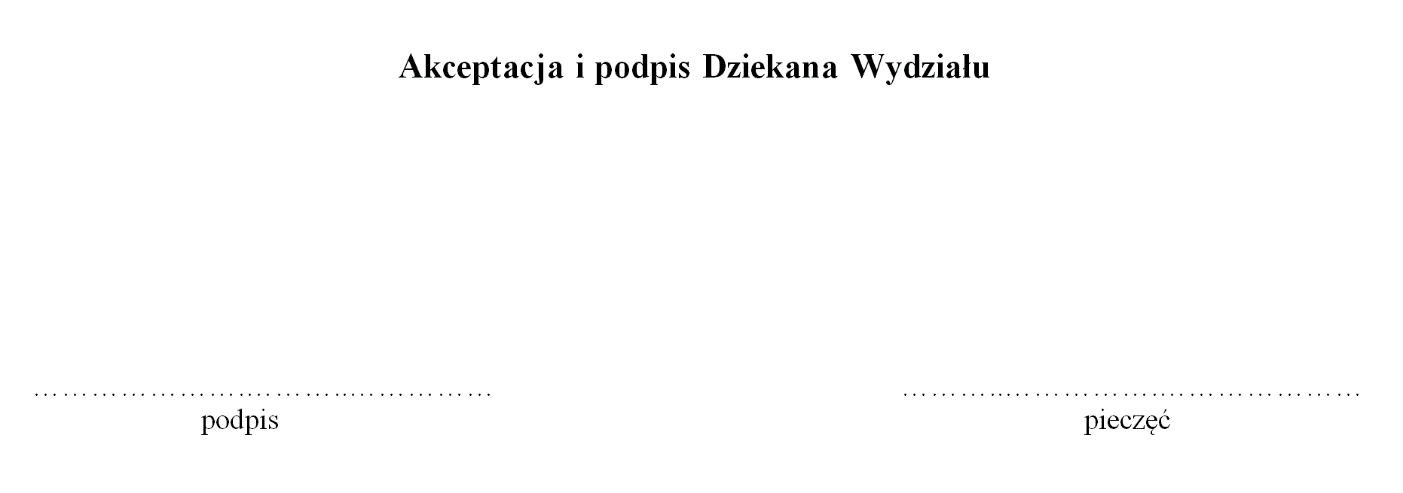 Akceptacja i podpis Dziekana Wydziału
………………….………..…………… ………..…………….………………
podpis pieczęć